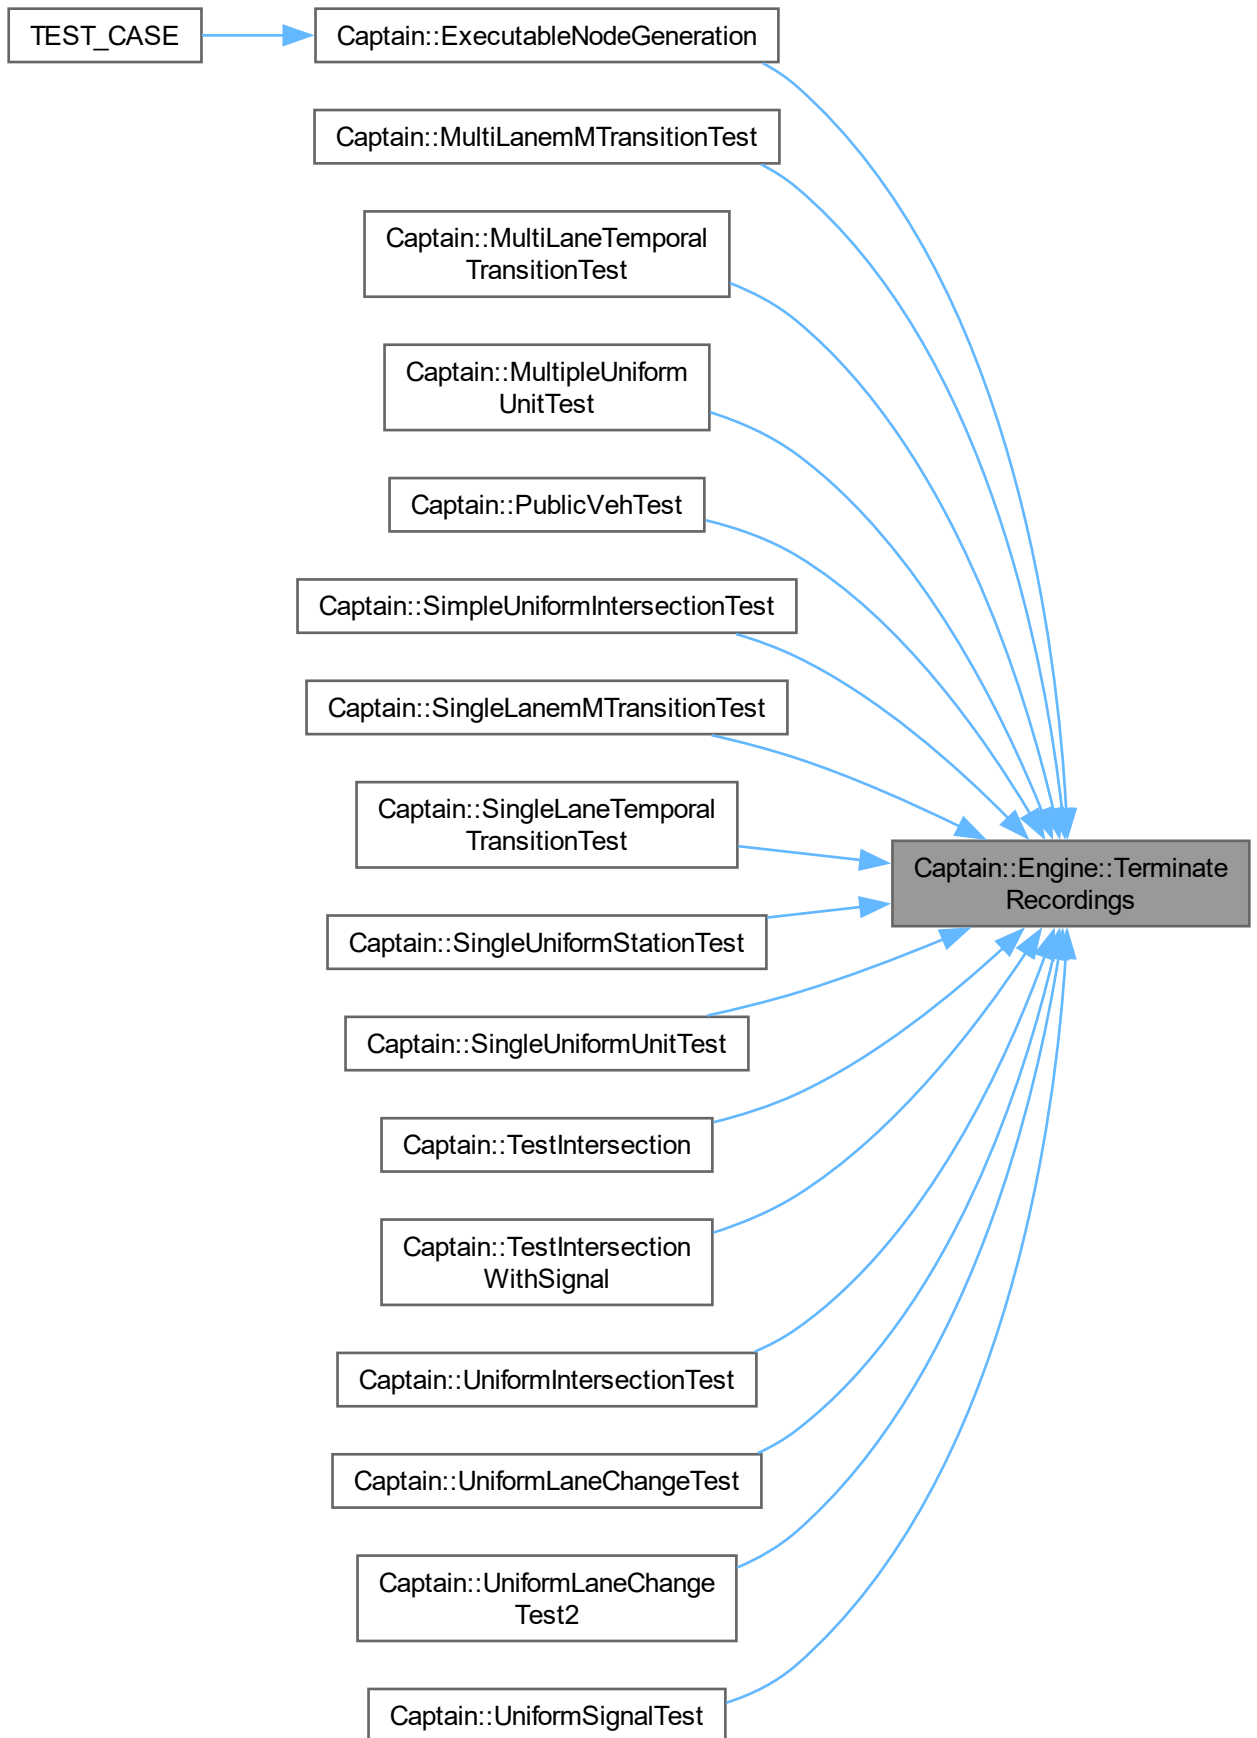 TEST_CASE
Captain::ExecutableNodeGeneration
Captain::MultiLanemMTransitionTest
Captain::MultiLaneTemporal
TransitionTest
Captain::MultipleUniform
UnitTest
Captain::PublicVehTest
Captain::SimpleUniformIntersectionTest
Captain::SingleLanemMTransitionTest
Captain::SingleLaneTemporal
TransitionTest
Captain::Engine::Terminate
Recordings
Captain::SingleUniformStationTest
Captain::SingleUniformUnitTest
Captain::TestIntersection
Captain::TestIntersection
WithSignal
Captain::UniformIntersectionTest
Captain::UniformLaneChangeTest
Captain::UniformLaneChange
Test2
Captain::UniformSignalTest